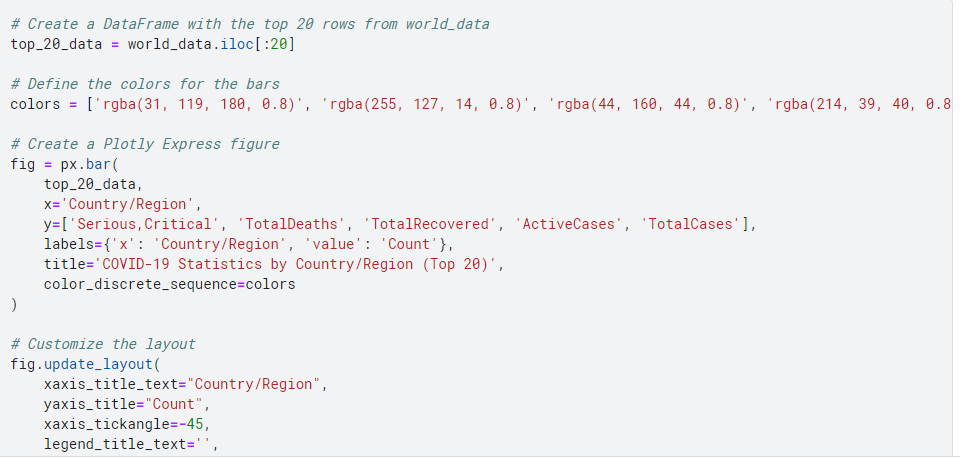 # Create a DataFrame with the top 20 rows from world_data
top_20_data = world_data.iloc[:20]
# Define the colors for the bars
colors = ['rgba(31, 119, 180, 0.8)', 'rgba(255, 127, 14, 0.8)', 'rgba(44, 160, 44, 0.8)', 'rgba(214, 39, 40, 0.8
# Create a Plotly Express figure
fig = px.bar(
    top_20_data,
    x='Country/Region',
    y=['Serious,Critical', 'TotalDeaths', 'TotalRecovered', 'ActiveCases', 'TotalCases'],
    labels={'x': 'Country/Region', 'value': 'Count'},
    title='COVID-19 Statistics by Country/Region (Top 20)',
    color_discrete_sequence=colors
)
# Customize the layout
fig.update_layout(
    xaxis_title_text="Country/Region",
    yaxis_title="Count",
    xaxis_tickangle=-45,
    legend_title_text='',